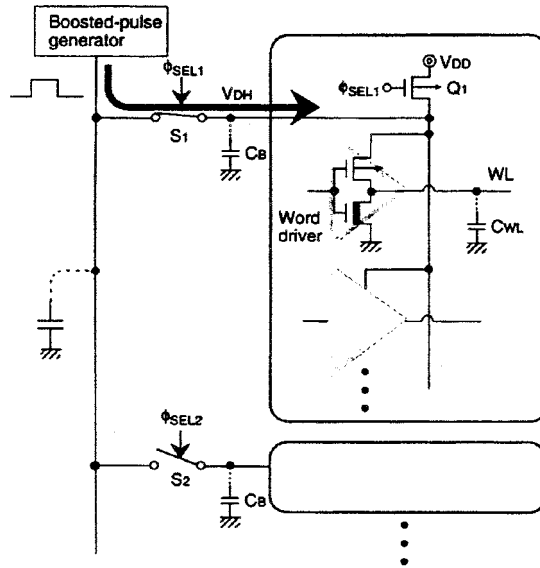 Boosted-pulse
generator
ϕSEL1
VDH
S1
CB
VDD
ϕSEL1
Q1
WL
Word
driver
CWL
ϕSEL2
S2
CB